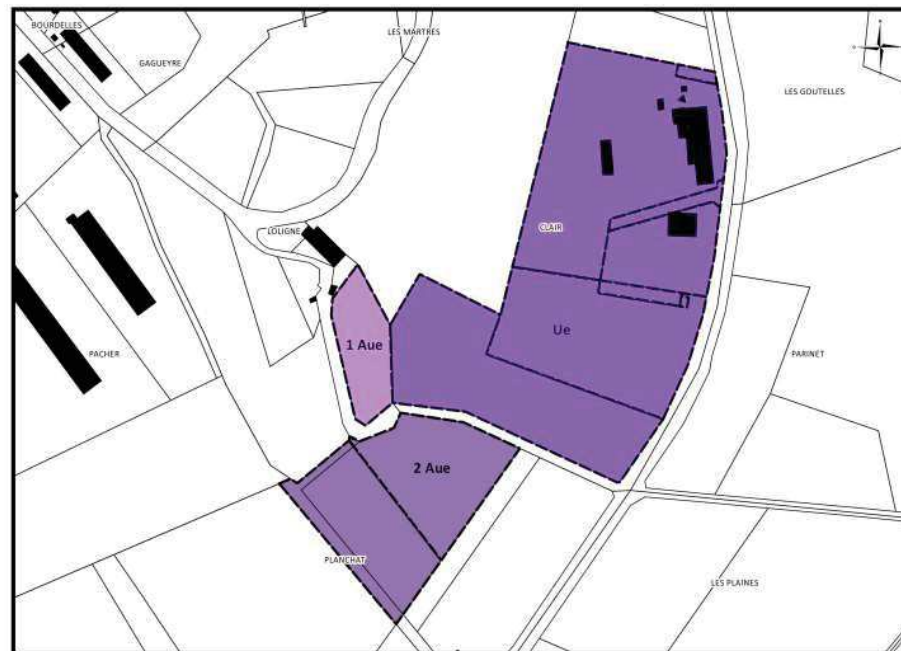 BOURDELLES
LES MARTRES
GAGUEYRE
LES GOUTELLES
LOLIGNE
CLAIR
Ue
1 Aue
PACHER
PARINET
2 Aue
PLANCHAT
LES PLAINES